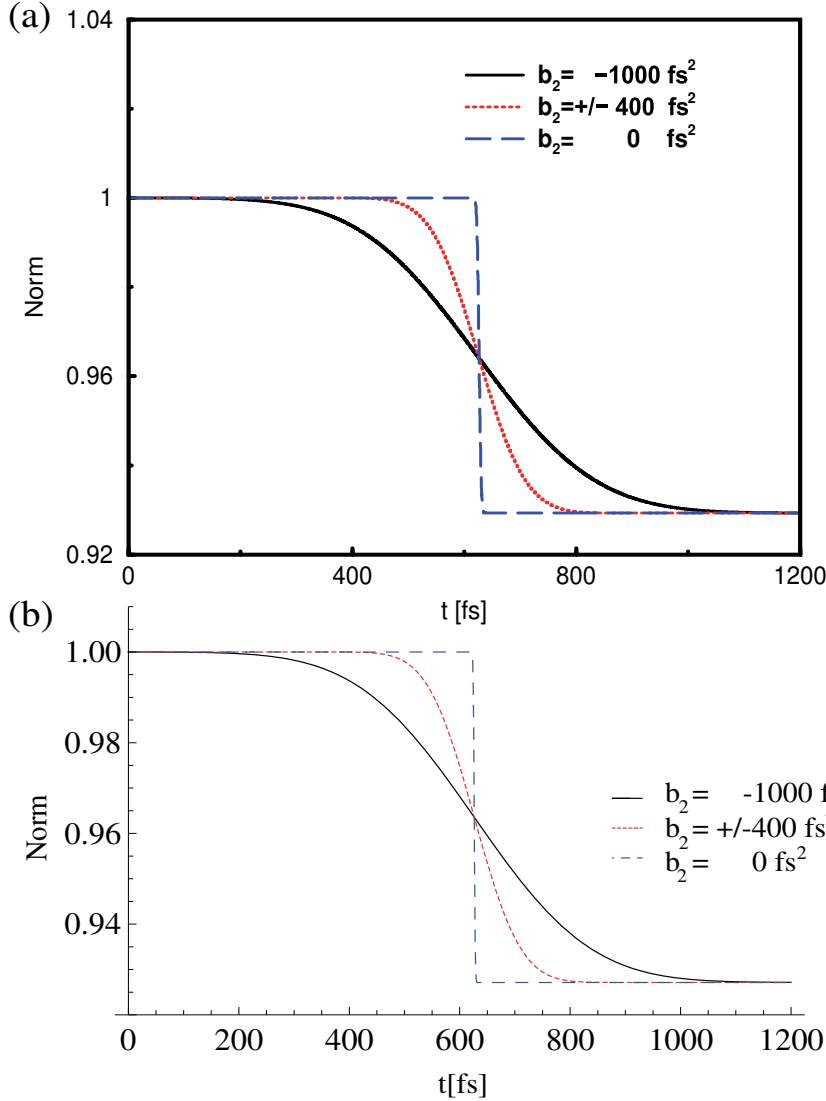 (a)
1.04
b₂= −1000 fs²
b₂=+/− 400 fs²
b₂= 0 fs²
1
Norm
0.96
0.92
0 400 800 1200
t [fs]
(b)
1.00
0.98
b₂= -1000 f
Norm
0.96
b₂= +/-400 fs
b₂= 0 fs²
0.94
0 200 400 600 800 1000 1200
t[fs]